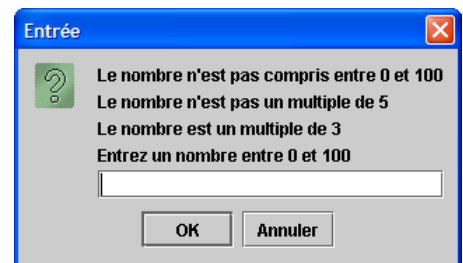 Entrée
Le nombre n'est pas compris entre 0 et 100
Le nombre n'est pas un multiple de 5
Le nombre est un multiple de 3
Entrez un nombre entre 0 et 100
OK Annuler